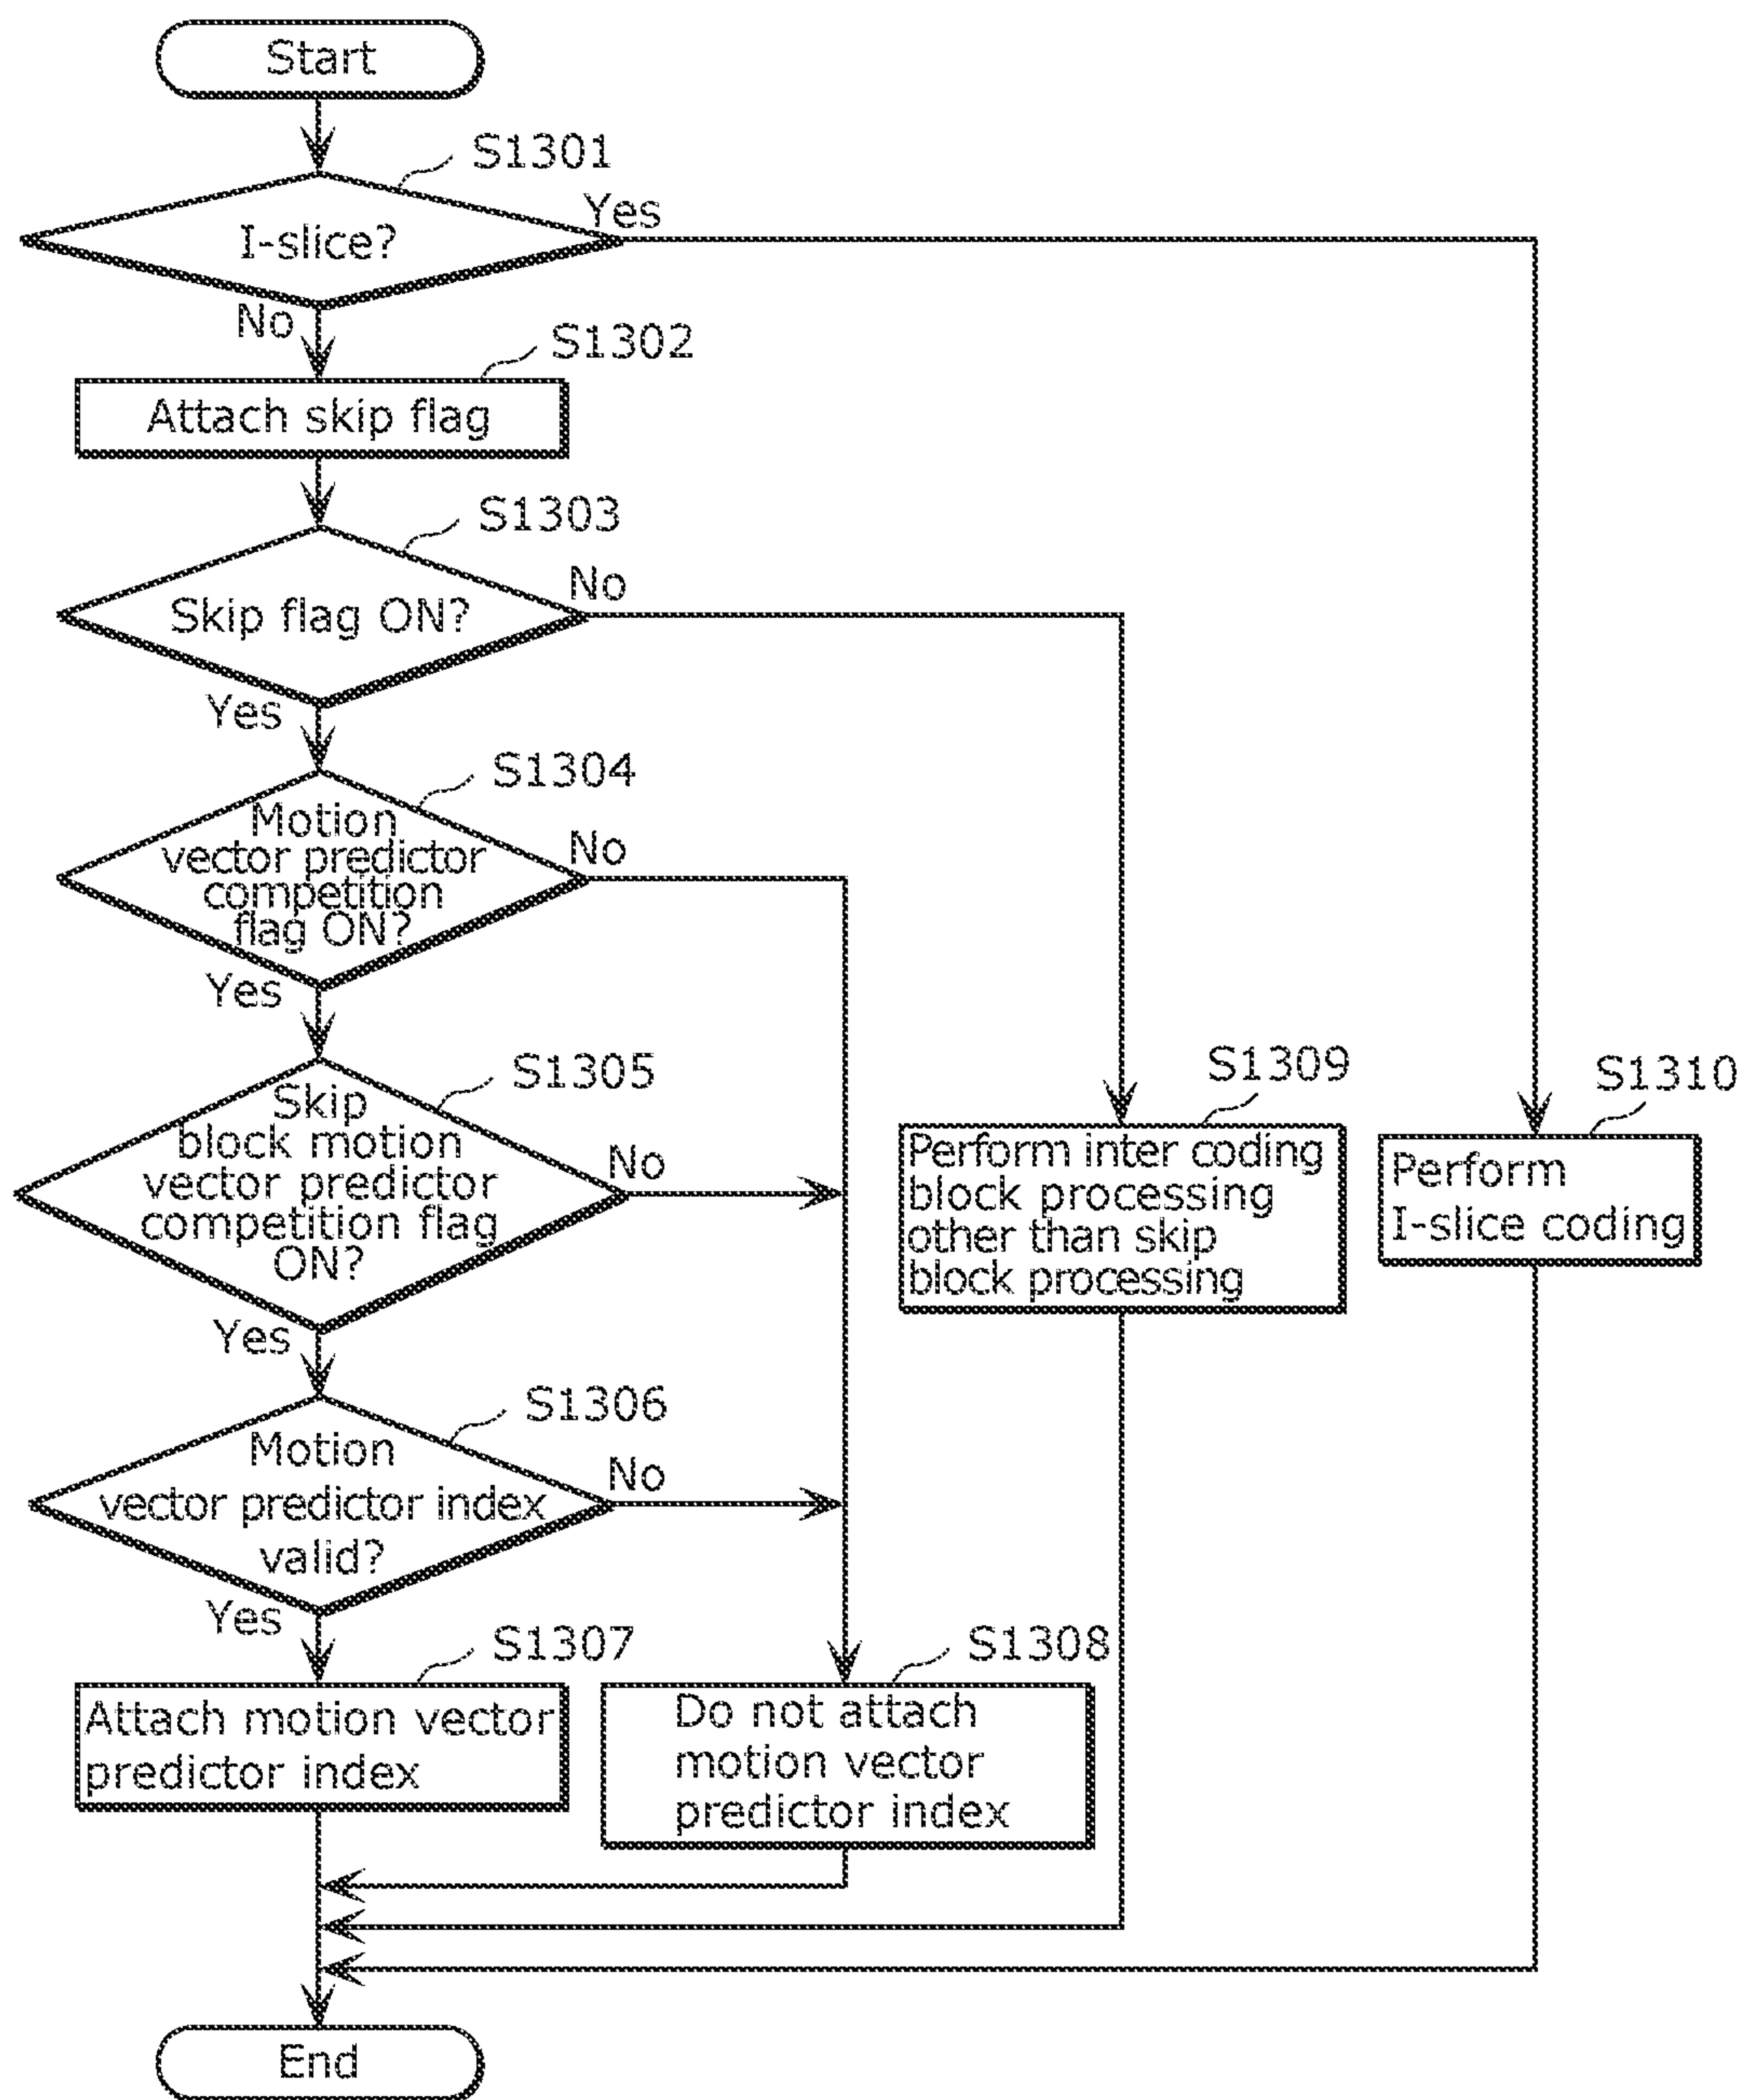 Start
S1301
I-slice?
Yes
No
S1302
Attach skip flag
S1303
Skip flag ON?
No
Yes
S1304
Motion
vector predictor
competition
flag ON?
No
Yes
S1305
Skip
block motion
vector predictor
competition flag
ON?
No
Yes
S1306
Motion
vector predictor index
valid?
No
Yes
S1307
Attach motion vector
predictor index
S1308
Do not attach
motion vector
predictor index
S1309
Perform inter coding
block processing
other than skip
block processing
S1310
Perform
I-slice coding
End